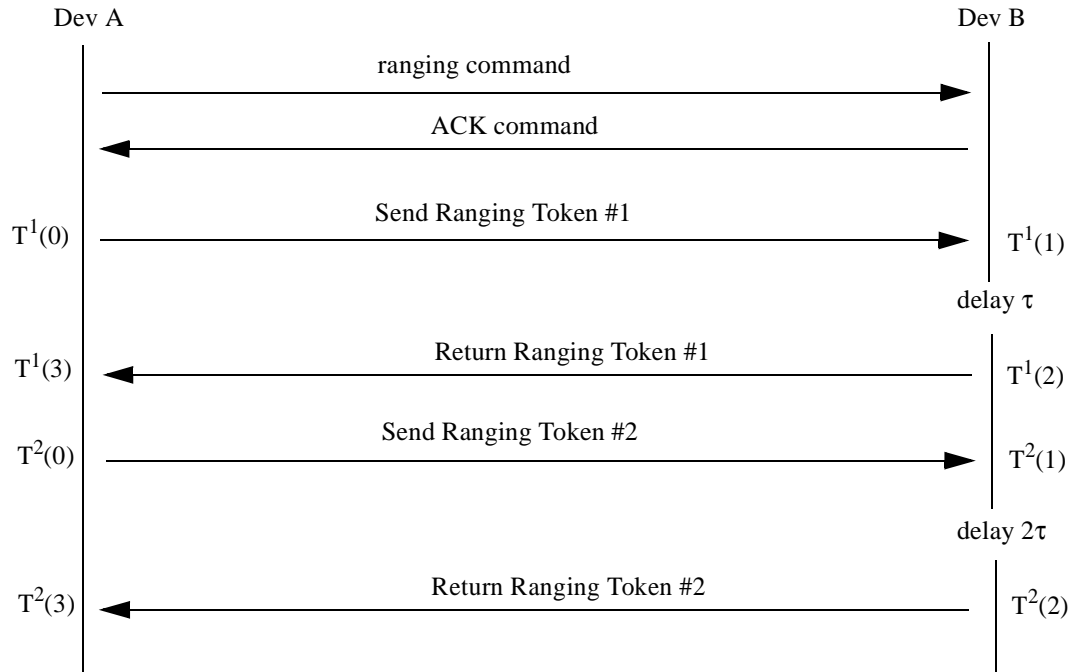 Dev A Dev B
ranging command
ACK command
Send Ranging Token #1
T¹(0) T¹(1)
delay τ
Return Ranging Token #1
T¹(3) T¹(2)
Send Ranging Token #2
T²(0) T²(1)
delay 2τ
Return Ranging Token #2
T²(3) T²(2)